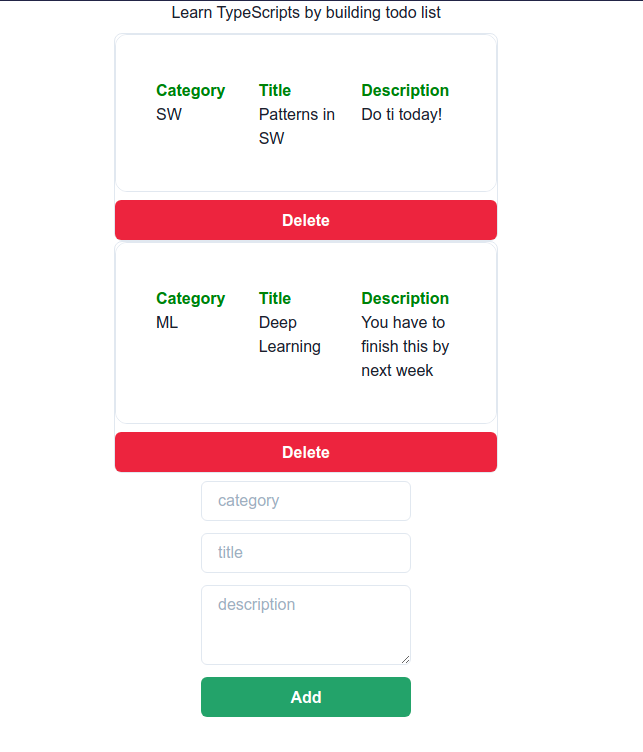 Learn TypeScripts by building todo list
Category Title Description
SW Patterns in Do ti today!
SW
Delete
Category Title Description
ML Deep You have to
Learning finish this by
next week
Delete
category
title
description
Add